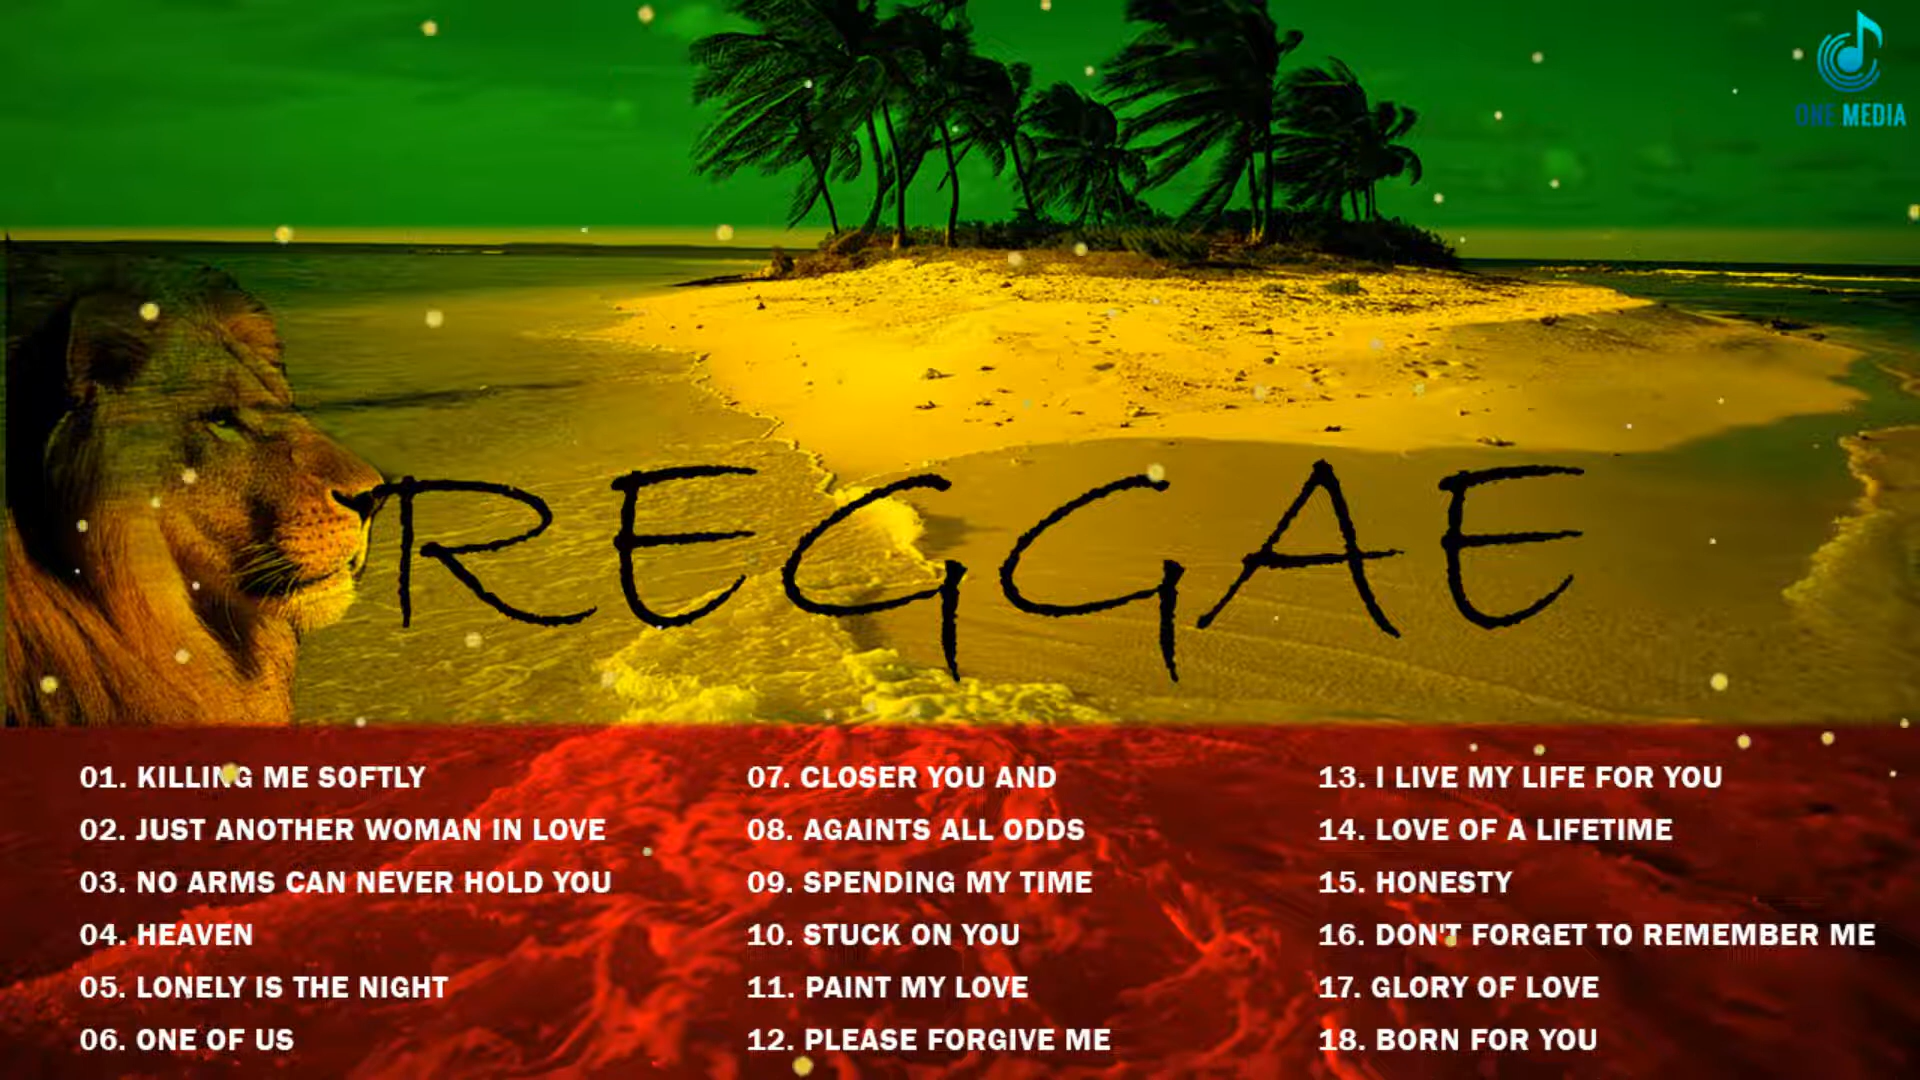 ONE MEDIA
REGGAE
01. KILLING ME SOFTLY
02. JUST ANOTHER WOMAN IN LOVE
03. NO ARMS CAN NEVER HOLD YOU
04. HEAVEN
05. LONELY IS THE NIGHT
06. ONE OF US
07. CLOSER YOU AND
08. AGAINTS ALL ODDS
09. SPENDING MY TIME
10. STUCK ON YOU
11. PAINT MY LOVE
12. PLEASE FORGIVE ME
13. I LIVE MY LIFE FOR YOU
14. LOVE OF A LIFETIME
15. HONESTY
16. DON'T FORGET TO REMEMBER ME
17. GLORY OF LOVE
18. BORN FOR YOU